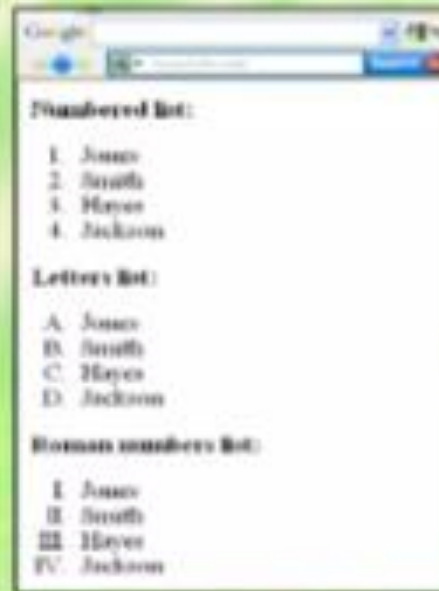 Google
Numbered list:
1. Jones
2. Smith
3. Hayes
4. Jackson
Letters list:
A. Jones
B. Smith
C. Hayes
D. Jackson
Roman numbers list:
I. Jones
II. Smith
III. Hayes
IV. Jackson